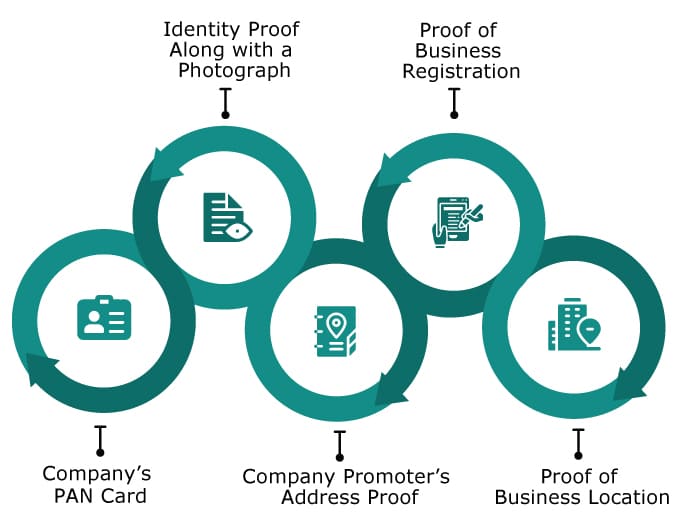 Identity Proof
Along with a
Photograph
Proof of
Business
Registration
Company’s
PAN Card
Company Promoter’s
Address Proof
Proof of
Business Location